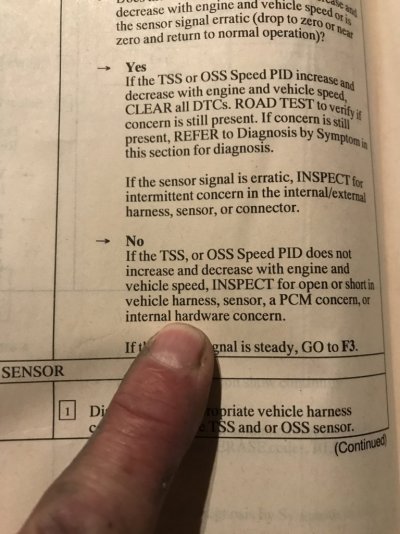 decrease with engine and vehicle speed or is
the sensor signal erratic (drop to zero or near
zero and return to normal operation)?
→ Yes
If the TSS or OSS Speed PID increase and
decrease with engine and vehicle speed,
CLEAR all DTCs. ROAD TEST to verify if
concern is still present. If concern is still
present, REFER to Diagnosis by Symptom in
this section for diagnosis.
If the sensor signal is erratic, INSPECT for
intermittent concern in the internal/external
harness, sensor, or connector.
→ No
If the TSS, or OSS Speed PID does not
increase and decrease with engine and
vehicle speed, INSPECT for open or short in
vehicle harness, sensor, a PCM concern, or
internal hardware concern.
If signal is steady, GO to F3.
SENSOR
1 vehicle harness
TSS and or OSS sensor.
(Continued)